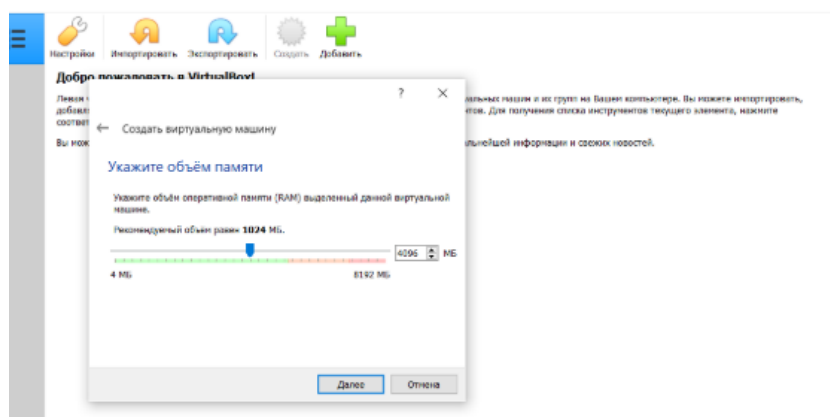 Настройки Импортировать Экспортировать Создать Добавить
Добро пожаловать в VirtualBox!
Левая
альных машин и их групп на Вашем компьютере. Вы можете импортировать,
добавл
нтов. Для получения списка инструментов текущего элемента, нажмите
соответ
Вы мож
льнейшей информации и свежих новостей.
? ×
← Создать виртуальную машину
Укажите объём памяти
Укажите объём оперативной памяти (RAM) выделенный данной виртуальной
машине.
Рекомендуемый объём равен 1024 МБ.
4096 МБ
4 МБ 8192 МБ
Далее Отмена